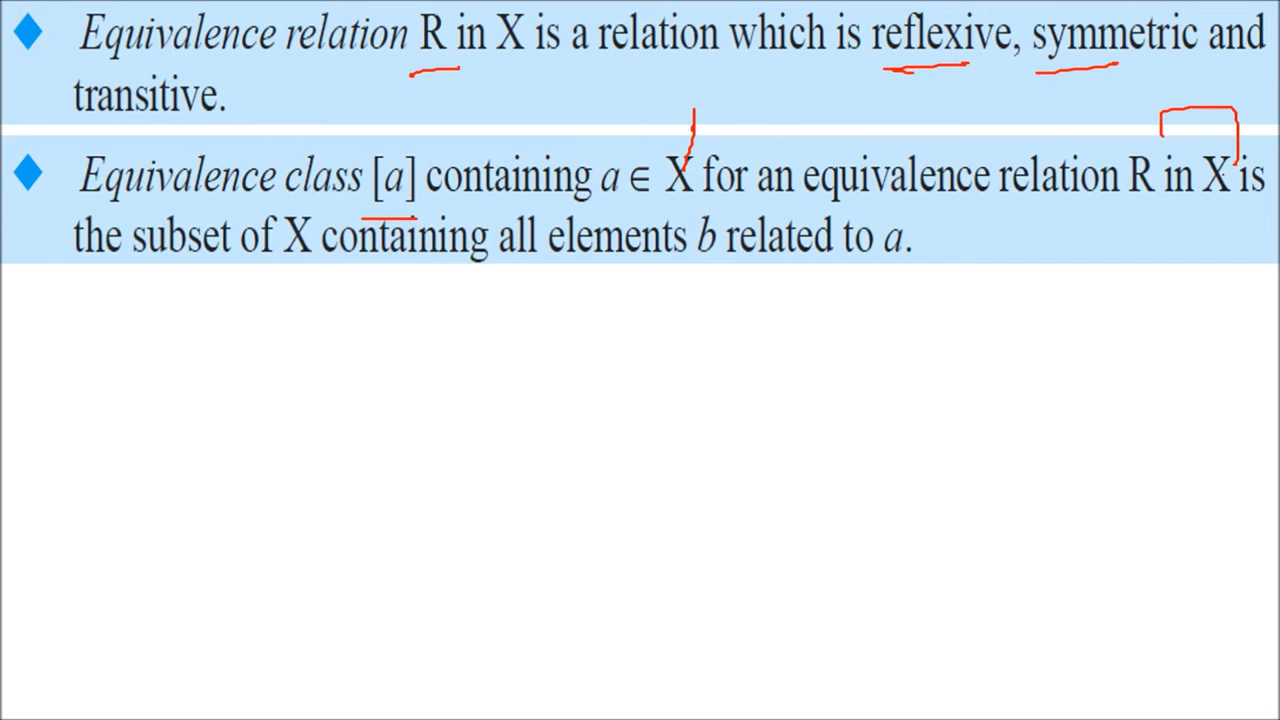 Equivalence relation R in X is a relation which is reflexive, symmetric and
transitive.
Equivalence class [a] containing a ∈ X for an equivalence relation R in X is
the subset of X containing all elements b related to a.